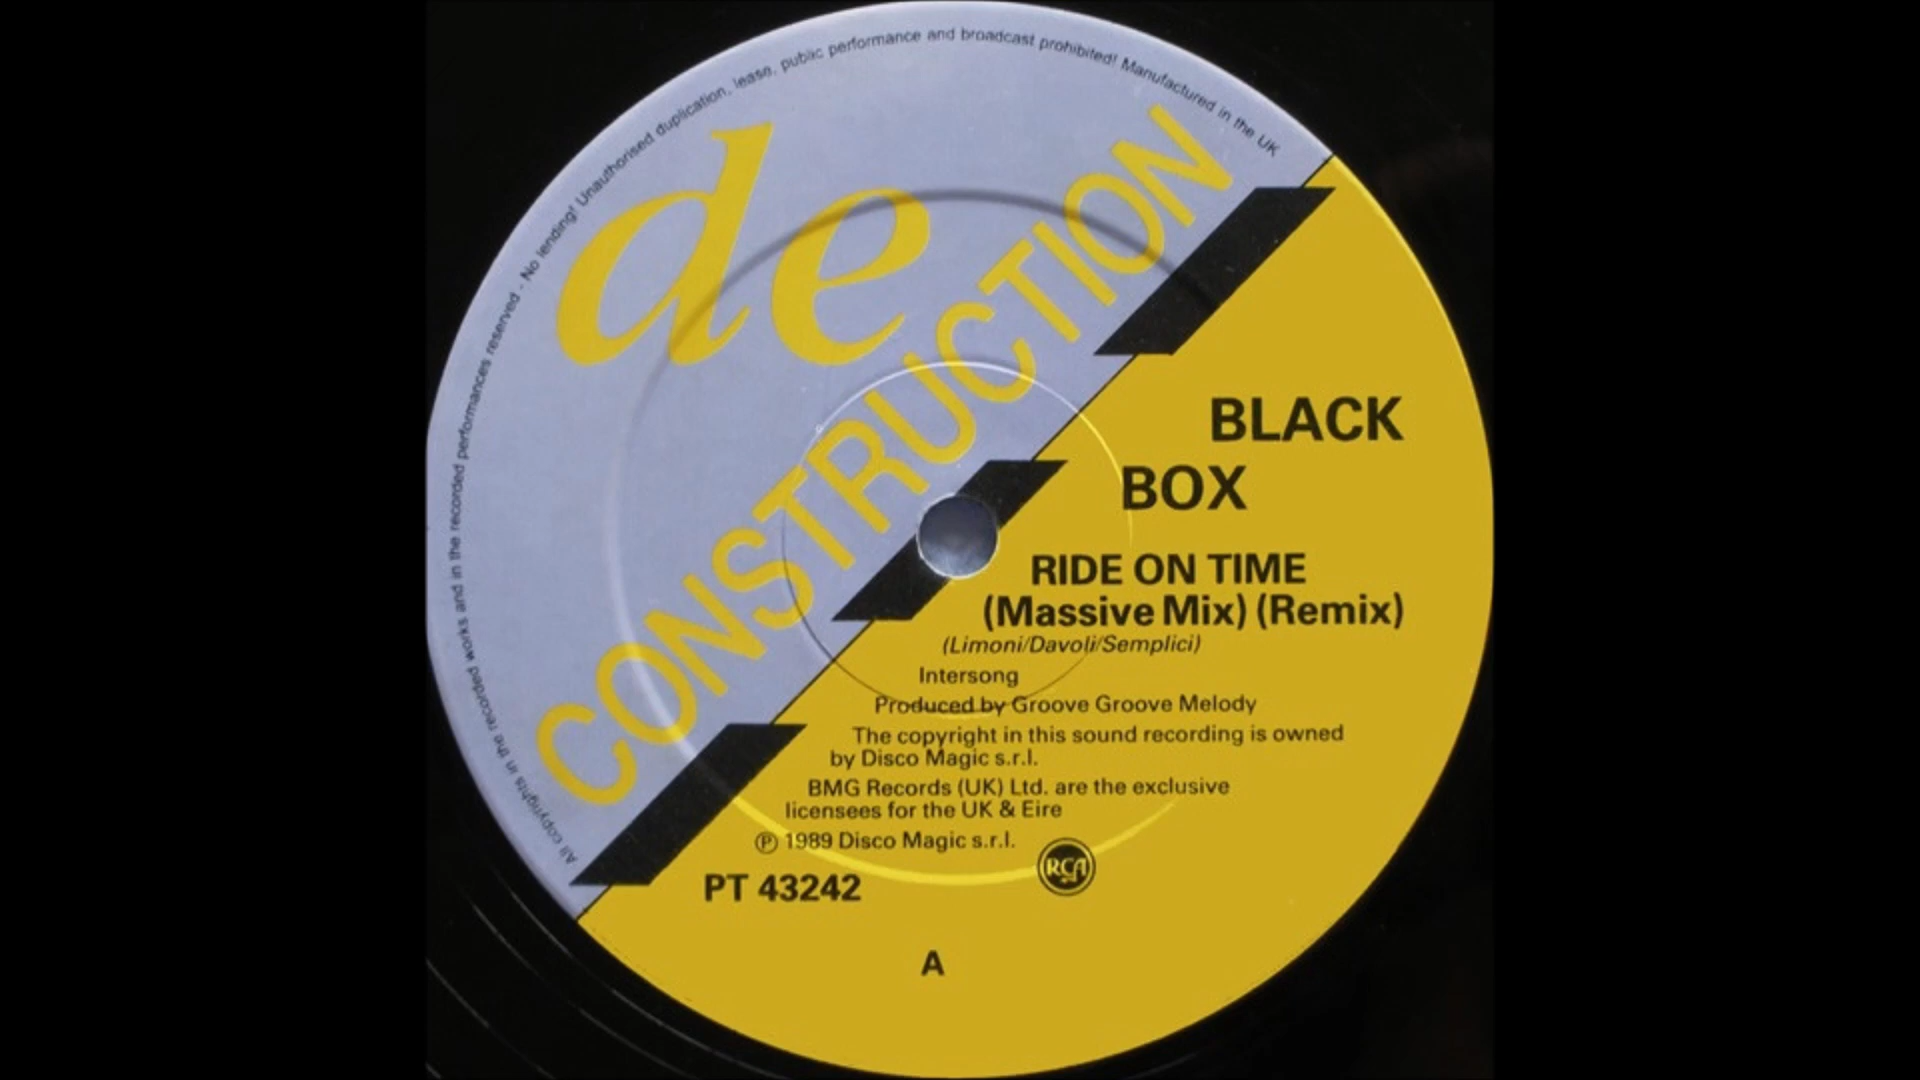 All copyrights in the recorded works and in the recorded performances reserved - No lending! Unauthorised duplication, lease, public performance and broadcast prohibited! Manufactured in the UK
de
CONSTRUCTION
BLACK
BOX
RIDE ON TIME
(Massive Mix) (Remix)
(Limoni/Davoli/Semplici)
Intersong
Produced by Groove Groove Melody
The copyright in this sound recording is owned
by Disco Magic s.r.l.
BMG Records (UK) Ltd. are the exclusive
licensees for the UK & Eire
℗ 1989 Disco Magic s.r.l.
RCA
PT 43242
A